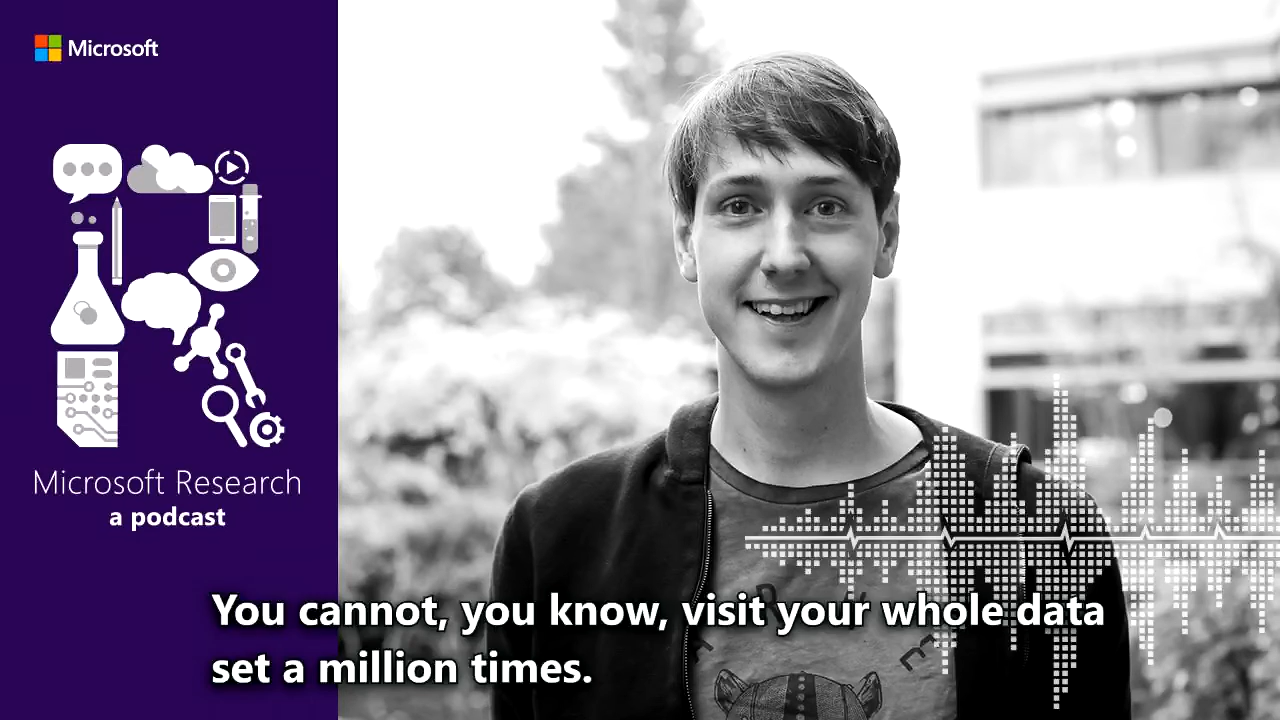 Microsoft
Microsoft Research
a podcast
You cannot, you know, visit your whole data
set a million times.